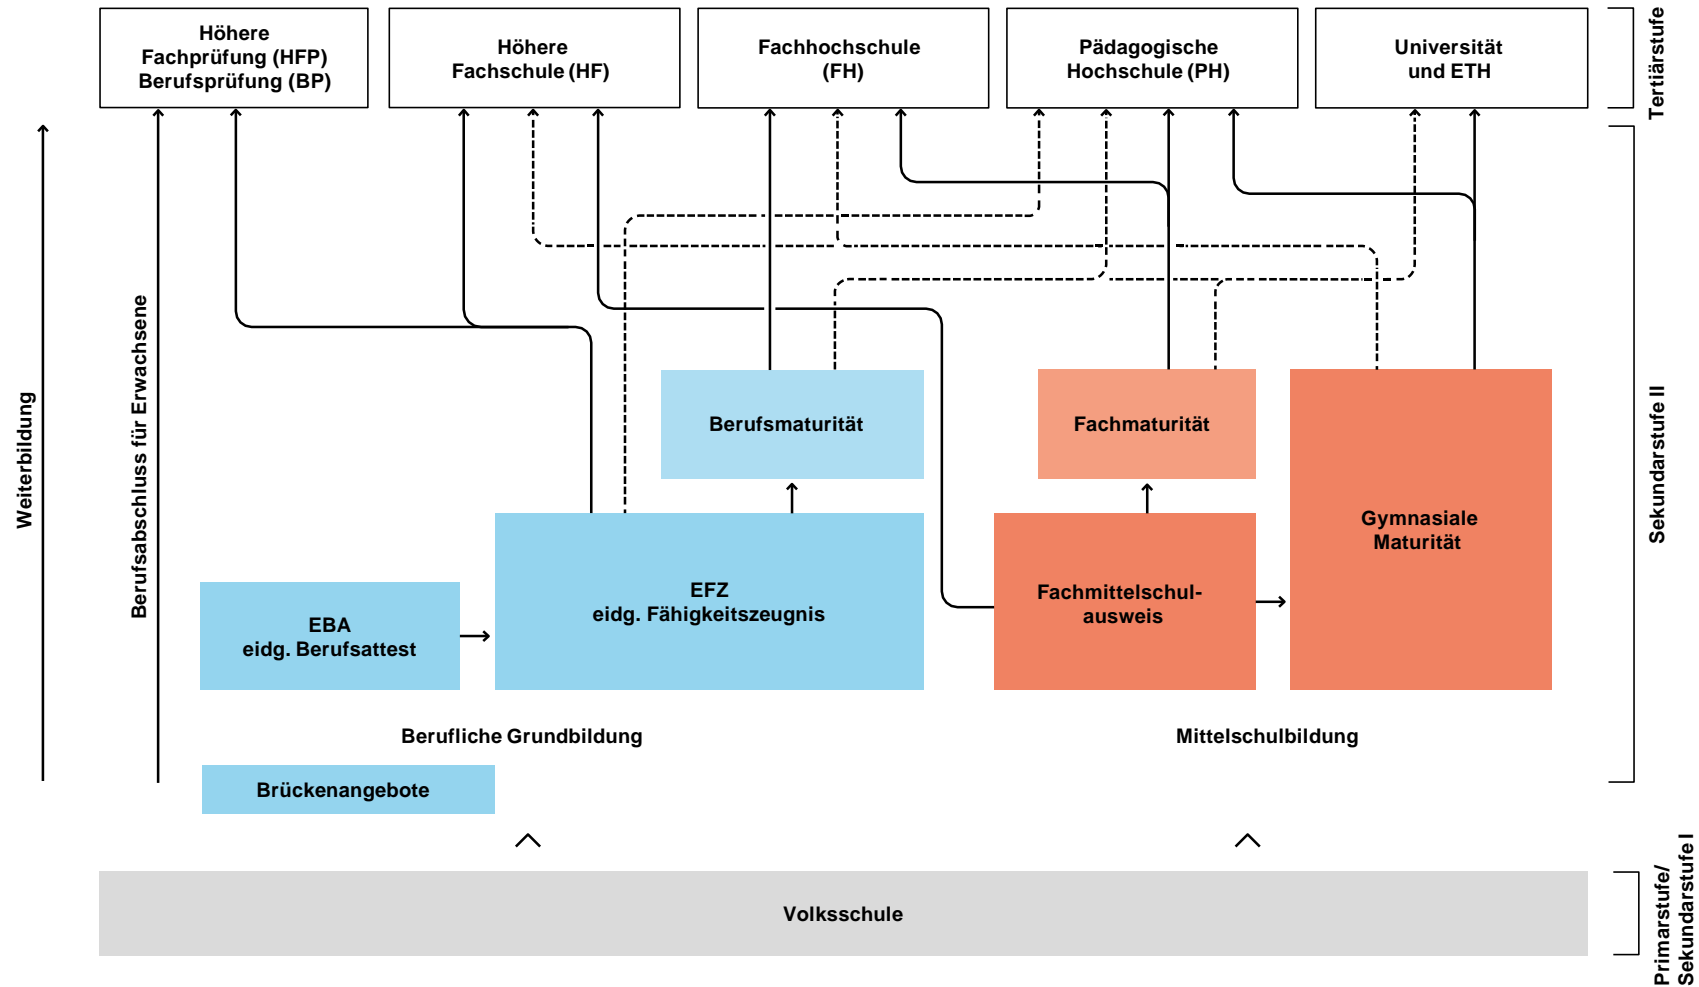 Höhere
Fachprüfung (HFP)
Berufsprüfung (BP)
Höhere
Fachschule (HF)
Fachhochschule
(FH)
Pädagogische
Hochschule (PH)
Universität
und ETH
Tertiärstufe
Weiterbildung
Berufsabschluss für Erwachsene
Sekundarstufe II
Berufsmaturität
Fachmaturität
Gymnasiale
Maturität
EFZ
eidg. Fähigkeitszeugnis
Fachmittelschul-
ausweis
EBA
eidg. Berufsattest
Berufliche Grundbildung
Mittelschulbildung
Brückenangebote
Volksschule
Primarstufe/
Sekundarstufe I